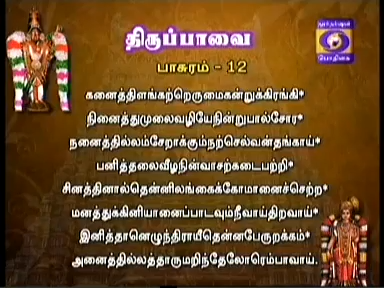 திருப்பாவை
பாசுரம் - 12
கனைத்திளங்கற்றெருமைகன்றுக்கிரங்கி*
நினைத்துமுலைவழியேநின்றுபால்சோர*
நனைத்தில்லம்சேறாக்கும்நற்செல்வன்தங்காய்*
பனித்தலைவீழநின்வாசற்கடைபற்றி*
சினத்தினால்தென்னிலங்கைக்கோமானைச்செற்ற*
மனத்துக்கினியானைப்பாடவும்நீவாய்திறவாய்*
இனித்தானெழுந்திராயீதென்னபேருறக்கம்*
அனைத்தில்லத்தாருமறிந்தேலோரெம்பாவாய்.
பொதிகை